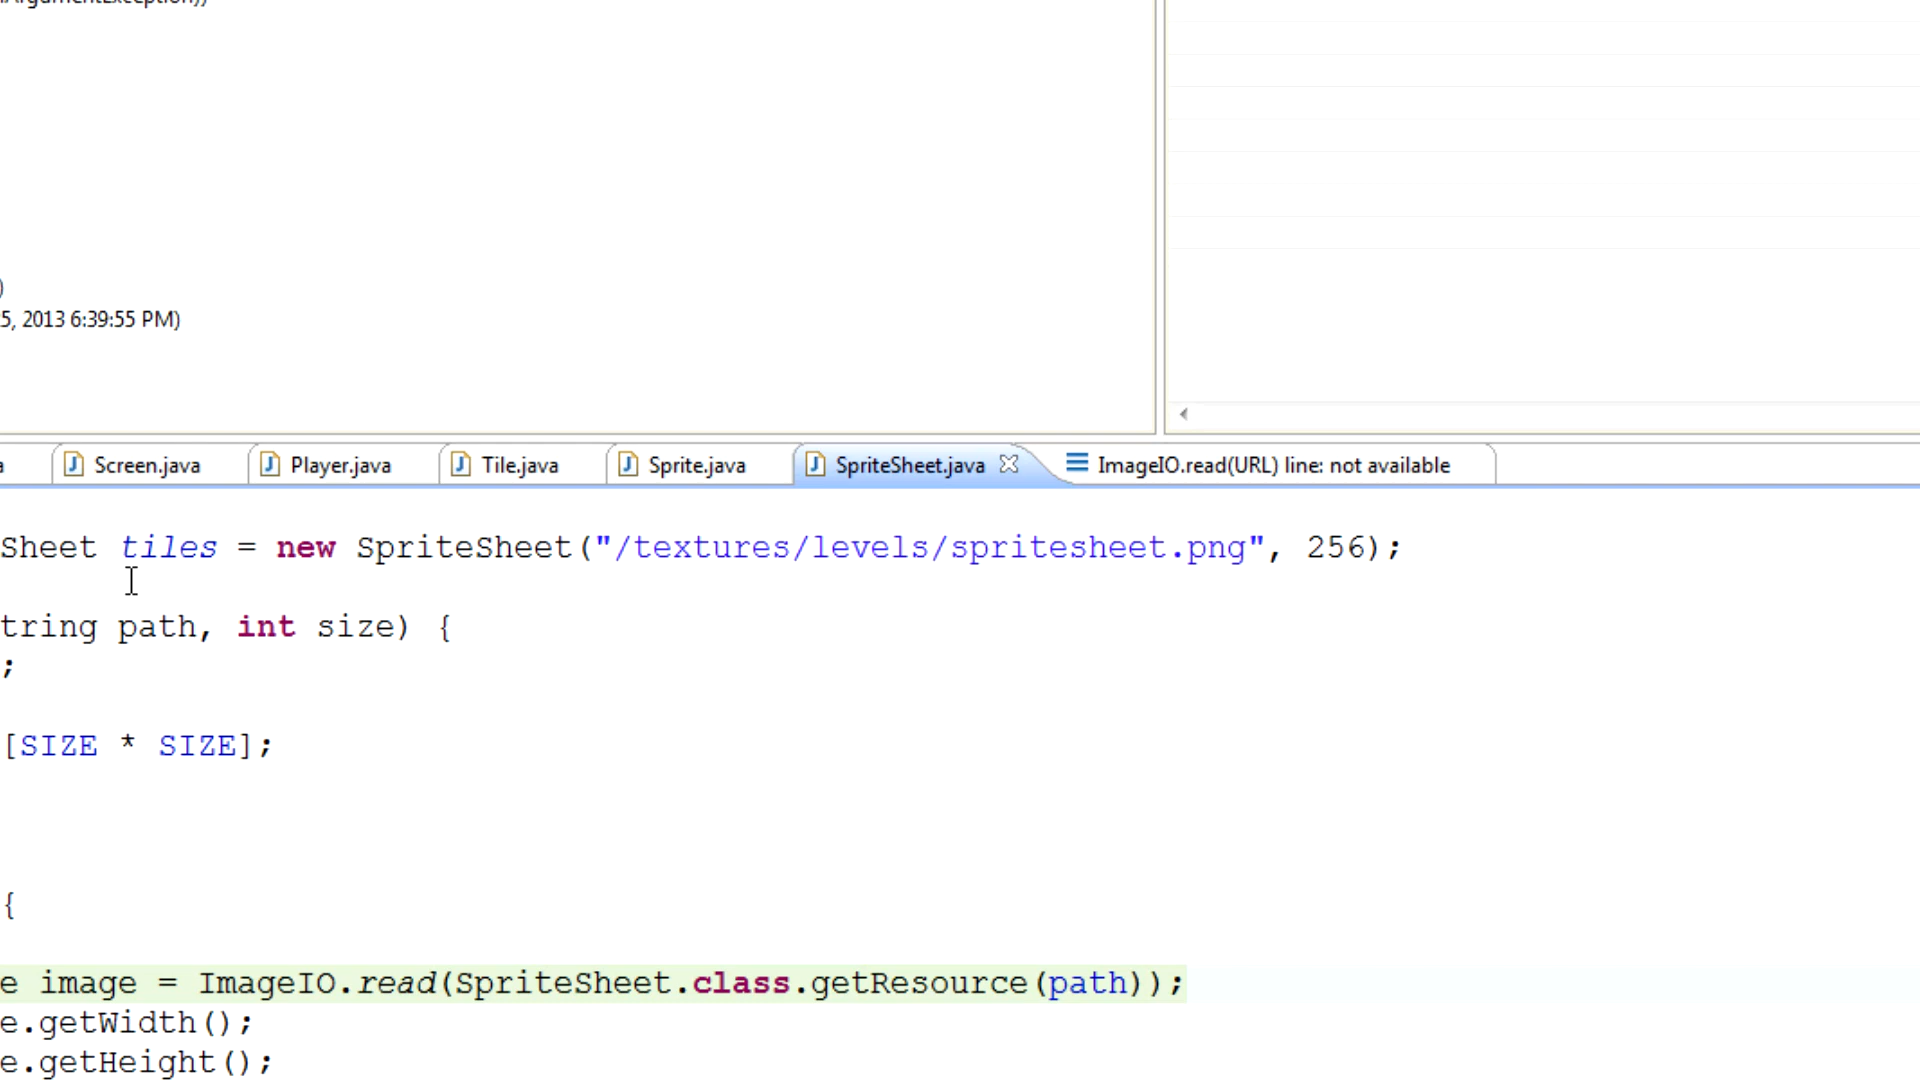 )
5, 2013 6:39:55 PM)
a Screen.java Player.java Tile.java Sprite.java SpriteSheet.java ImageIO.read(URL) line: not available
Sheet tiles = new SpriteSheet("/textures/levels/spritesheet.png", 256);
tring path, int size) {
;
[SIZE * SIZE];
{
e image = ImageIO.read(SpriteSheet.class.getResource(path));
e.getWidth();
e.getHeight();